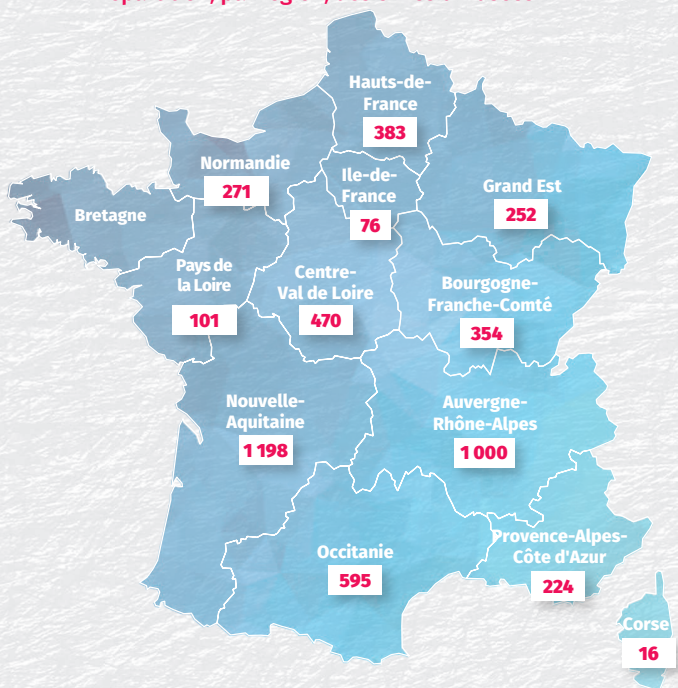 Hauts-de-
France
383
Normandie
271
Ile-de-
France
76
Grand Est
252
Bretagne
Pays de
la Loire
101
Centre-
Val de Loire
470
Bourgogne-
Franche-Comté
354
Nouvelle-
Aquitaine
1 198
Auvergne-
Rhône-Alpes
1 000
Occitanie
595
Provence-Alpes-
Côte d'Azur
224
Corse
16